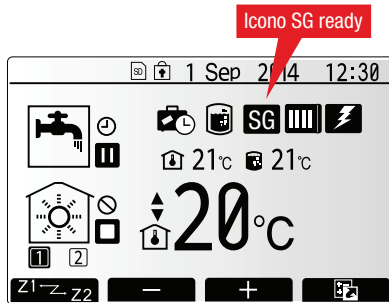 Icono SG ready
SD 1 Sep 2014 12:30
SG
21°C 21°C
20°C
1 2
Z1 Z2 − +